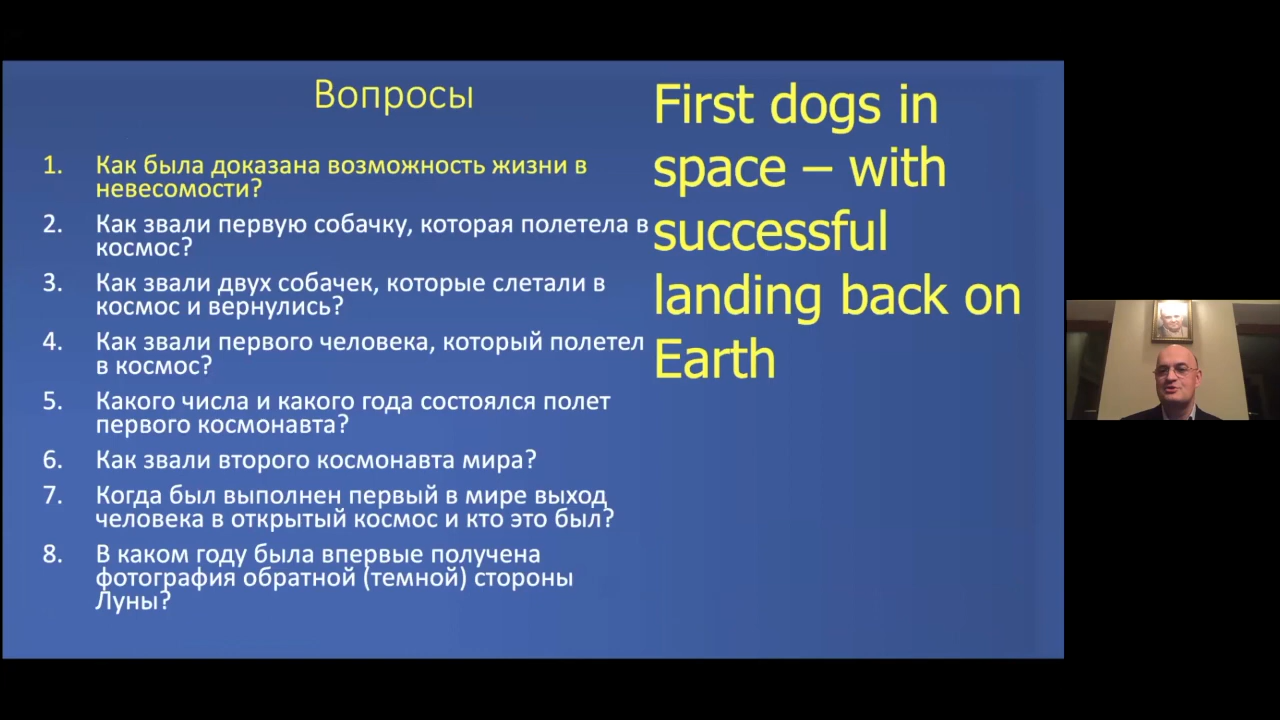 Вопросы
1. Как была доказана возможность жизни в
невесомости?
2. Как звали первую собачку, которая полетела в
космос?
3. Как звали двух собачек, которые слетали в
космос и вернулись?
4. Как звали первого человека, который полетел
в космос?
5. Какого числа и какого года состоялся полет
первого космонавта?
6. Как звали второго космонавта мира?
7. Когда был выполнен первый в мире выход
человека в открытый космос и кто это был?
8. В каком году была впервые получена
фотография обратной (темной) стороны
Луны?
First dogs in
space – with
successful
landing back on
Earth